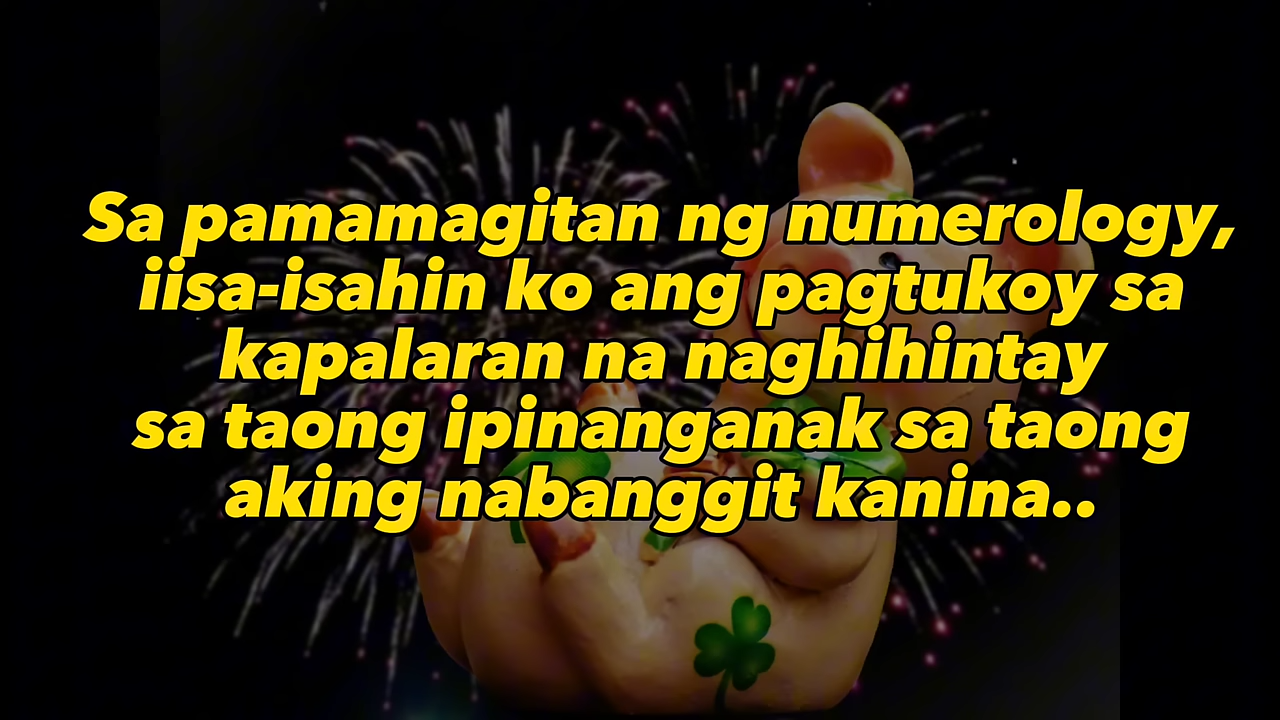 Sa pamamagitan ng numerology,
iisa-isahin ko ang pagtukoy sa
kapalaran na naghihintay
sa taong ipinanganak sa taong
aking nabanggit kanina..